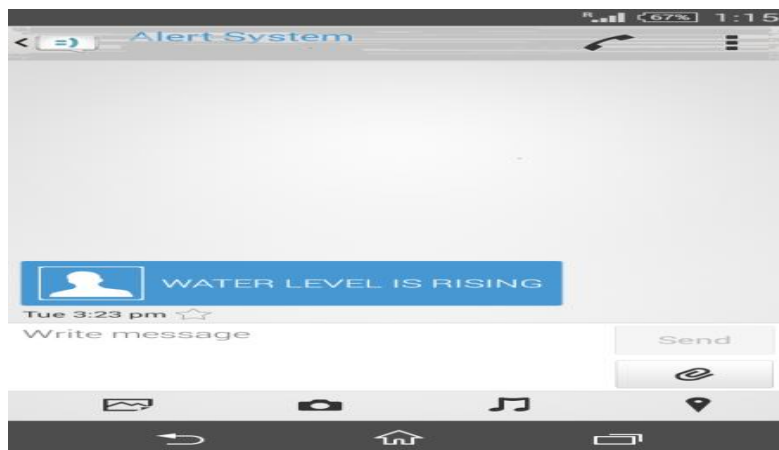 R 67% 1:15
=) Alert System
WATER LEVEL IS RISING
Tue 3:23 pm
Write message
Send